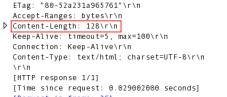 ETag: "80-52a231a965761"\r\n
Accept-Ranges: bytes\r\n
Content-Length: 128\r\n
Keep-Alive: timeout=5, max=100\r\n
Connection: Keep-Alive\r\n
Content-Type: text/html; charset=UTF-8\r\n
\r\n
[HTTP response 1/1]
[Time since request: 0.029002000 seconds]